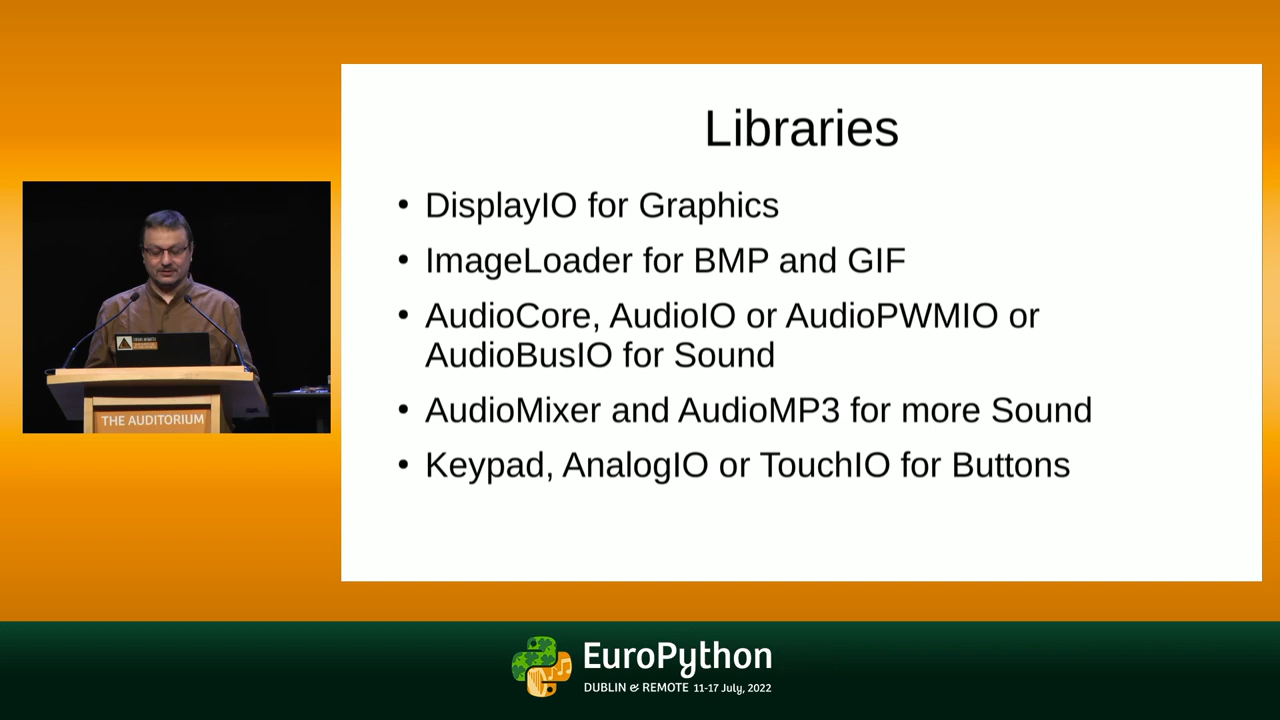 Libraries
• DisplayIO for Graphics
• ImageLoader for BMP and GIF
• AudioCore, AudioIO or AudioPWMIO or
AudioBusIO for Sound
• AudioMixer and AudioMP3 for more Sound
• Keypad, AnalogIO or TouchIO for Buttons
THE AUDITORIUM
EuroPython
DUBLIN & REMOTE 11-17 July, 2022